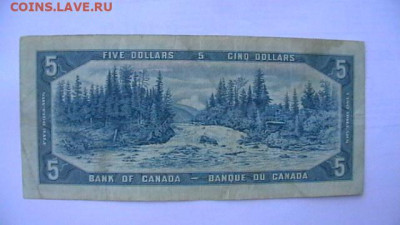 COINS.LAVE.RU
FIVE DOLLARS 5 CINQ DOLLARS
5 5
5 5
BANK OF CANADA – BANQUE DU CANADA